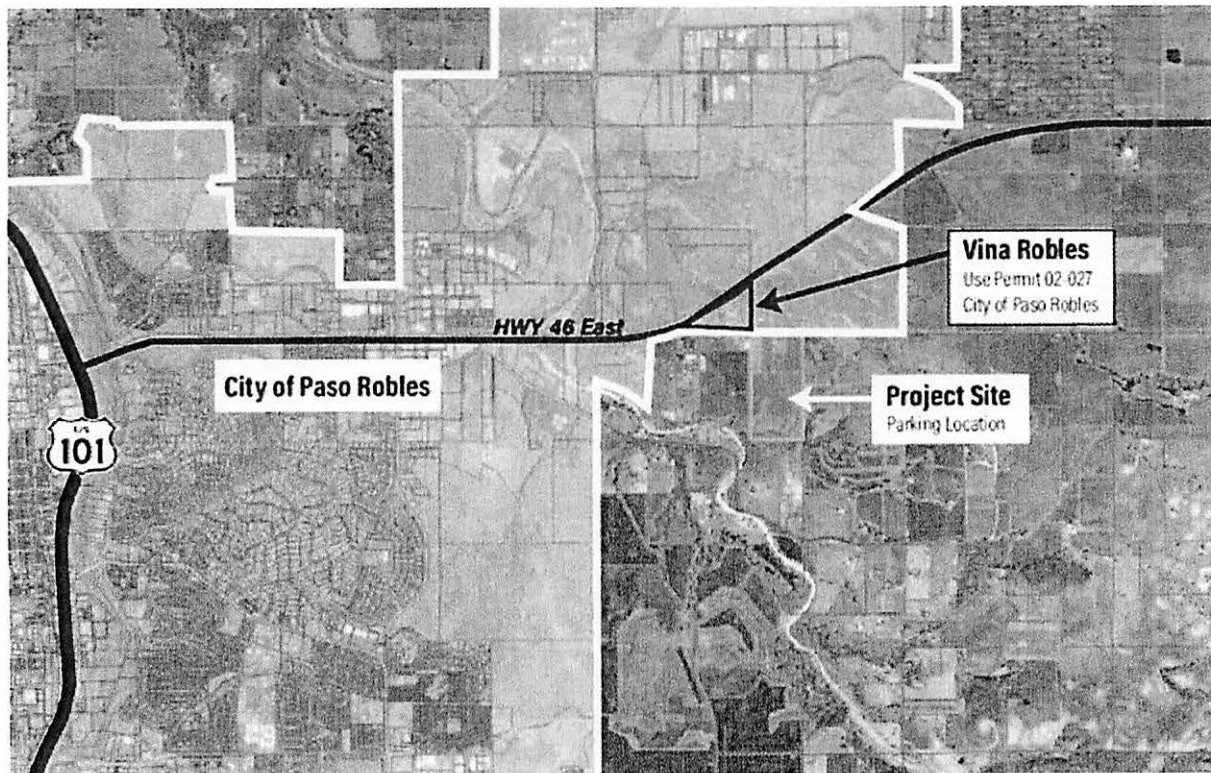 Vina Robles
Use Permit 02-027
City of Paso Robles
HWY 46 East
City of Paso Robles
Project Site
Parking Location
U.S.
101